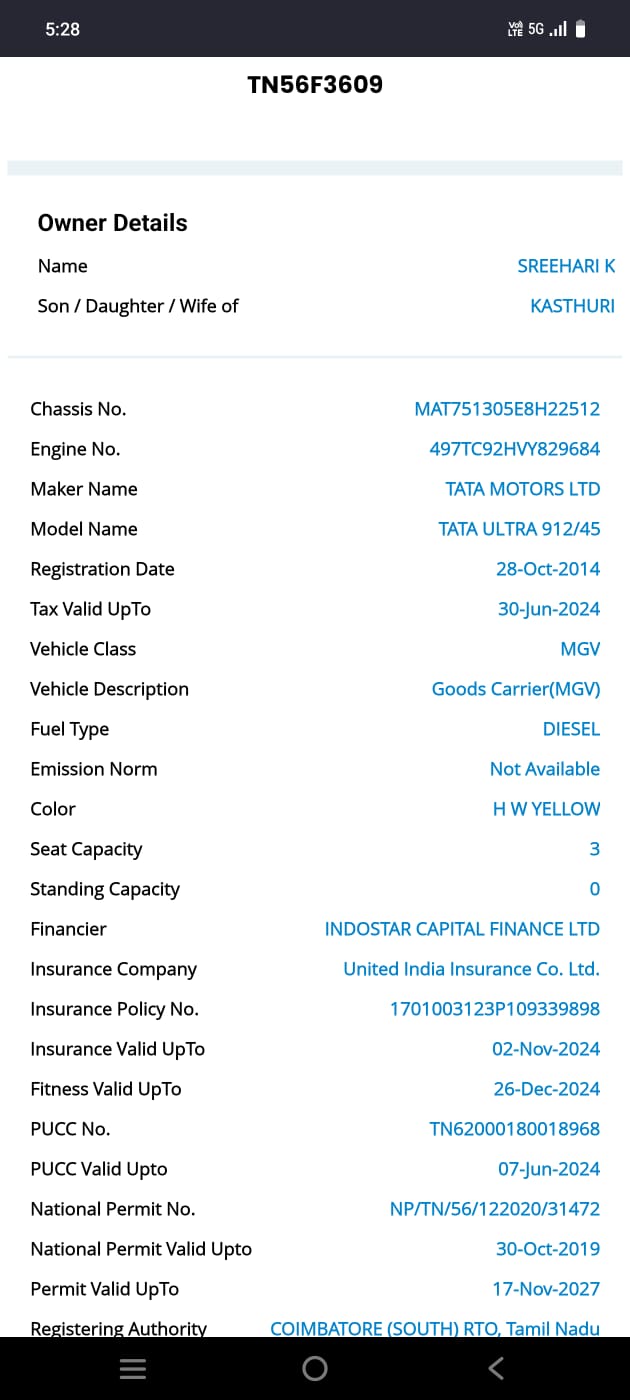 5:28
Vo) LTE 5G
TN56F3609
Owner Details
Name SREEHARI K
Son / Daughter / Wife of KASTHURI
Chassis No. MAT751305E8H22512
Engine No. 497TC92HVY829684
Maker Name TATA MOTORS LTD
Model Name TATA ULTRA 912/45
Registration Date 28-Oct-2014
Tax Valid UpTo 30-Jun-2024
Vehicle Class MGV
Vehicle Description Goods Carrier(MGV)
Fuel Type DIESEL
Emission Norm Not Available
Color H W YELLOW
Seat Capacity 3
Standing Capacity 0
Financier INDOSTAR CAPITAL FINANCE LTD
Insurance Company United India Insurance Co. Ltd.
Insurance Policy No. 1701003123P109339898
Insurance Valid UpTo 02-Nov-2024
Fitness Valid UpTo 26-Dec-2024
PUCC No. TN62000180018968
PUCC Valid Upto 07-Jun-2024
National Permit No. NP/TN/56/122020/31472
National Permit Valid Upto 30-Oct-2019
Permit Valid UpTo 17-Nov-2027
Registering Authority COIMBATORE (SOUTH) RTO, Tamil Nadu